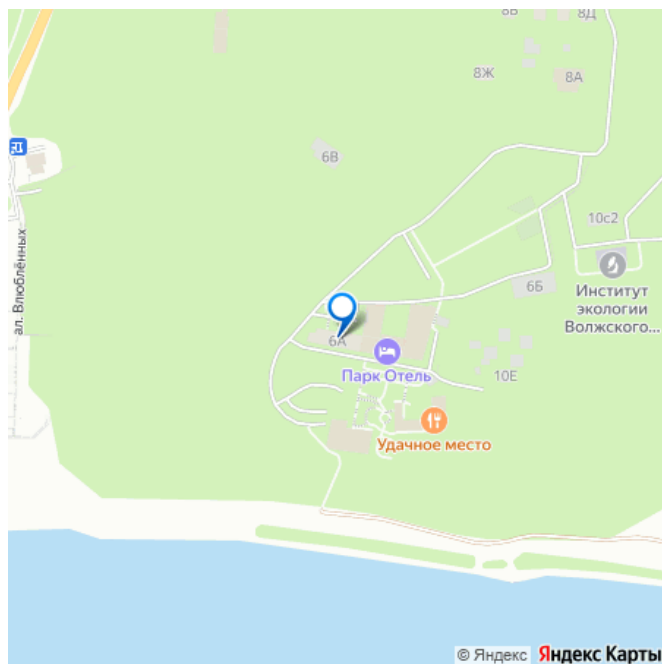 8В
8Д
8Ж
8А
6В
ал. Влюблённых
10с2
6Б
Институт
экологии
Волжского...
6А
Парк Отель
10Е
Удачное место
© Яндекс Яндекс Карты